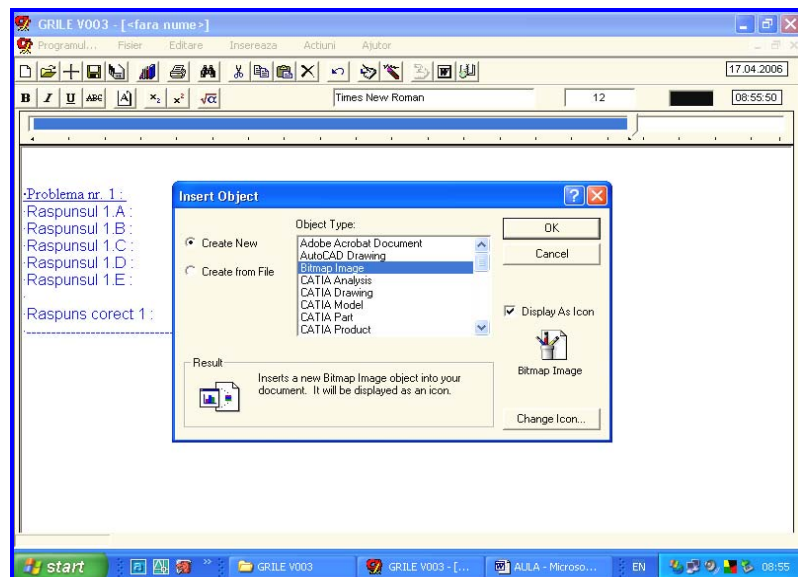 GRILE V003 - [<fara nume>]
Programul... Fisier Editare Insereaza Actiuni Ajutor
17.04.2006
B I U ABC A x₂ x² √α Times New Roman 12 08:55:50
·Problema nr. 1 :
·Raspunsul 1.A :
·Raspunsul 1.B :
·Raspunsul 1.C :
·Raspunsul 1.D :
·Raspunsul 1.E :
·Raspuns corect 1 :
Insert Object
Create New
Create from File
Object Type:
Adobe Acrobat Document
AutoCAD Drawing
Bitmap Image
CATIA Analysis
CATIA Drawing
CATIA Model
CATIA Part
CATIA Product
OK
Cancel
Display As Icon
Bitmap Image
Change Icon...
Result
Inserts a new Bitmap Image object into your
document. It will be displayed as an icon.
start GRILE V003 GRILE V003 - [... AULA - Microso... EN 08:55